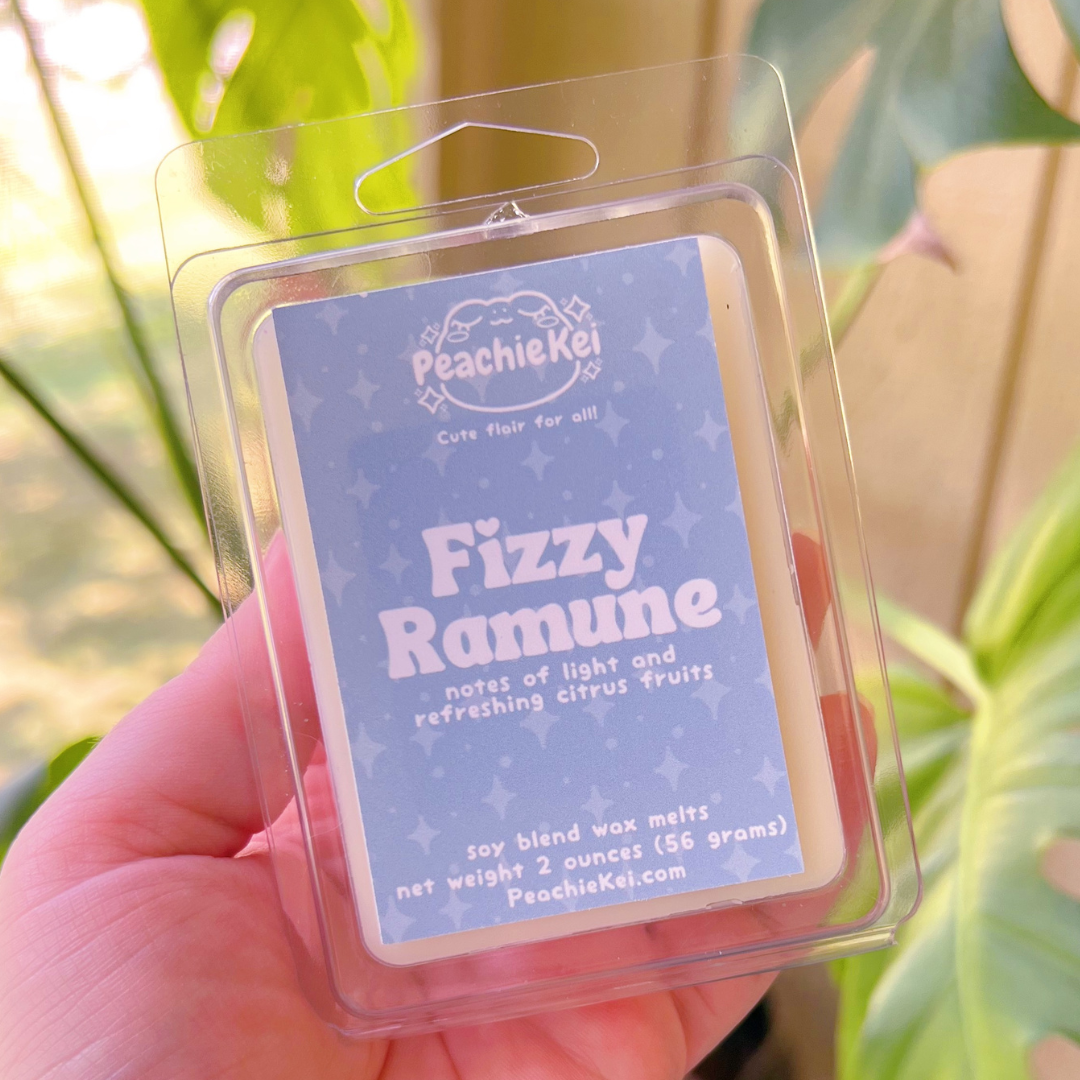 PeachieKei
Cute flair for all!
Fizzy
Ramune
notes of light and
refreshing citrus fruits
soy blend wax melts
net weight 2 ounces (56 grams)
PeachieKei.com